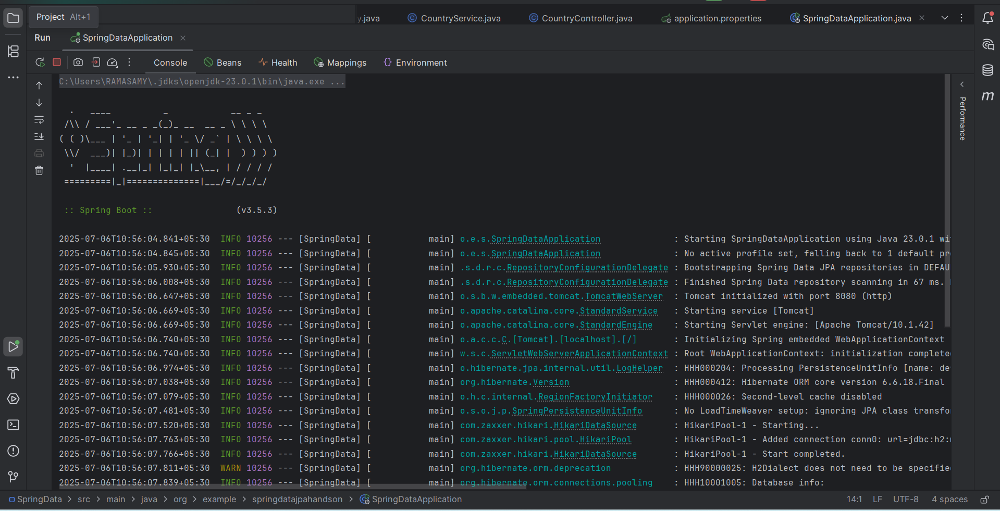 Project Alt+1
y.java
CountryService.java
CountryController.java
application.properties
SpringDataApplication.java
Run
SpringDataApplication
Console
Beans
Health
Mappings
Environment
C:\Users\RAMASAMY\.jdks\openjdk-23.0.1\bin\java.exe ...
  .   ____          _            __ _ _
 /\\ / ___'_ __ _ _(_)_ __  __ _ \ \ \ \
( ( )\___ | '_ | '_| | '_ \/ _` | \ \ \ \
 \\/  ___)| |_)| | | | | || (_| |  ) ) ) )
  '  |____| .__|_| |_|_| |_\__, | / / / /
 =========|_|==============|___/=/_/_/_/
 :: Spring Boot ::                (v3.5.3)
2025-07-06T10:56:04.841+05:30  INFO 10256 --- [SpringData] [           main] o.e.s.SpringDataApplication              : Starting SpringDataApplication using Java 23.0.1 wi
2025-07-06T10:56:04.845+05:30  INFO 10256 --- [SpringData] [           main] o.e.s.SpringDataApplication              : No active profile set, falling back to 1 default pr
2025-07-06T10:56:05.930+05:30  INFO 10256 --- [SpringData] [           main] .s.d.r.c.RepositoryConfigurationDelegate : Bootstrapping Spring Data JPA repositories in DEFAU
2025-07-06T10:56:06.008+05:30  INFO 10256 --- [SpringData] [           main] .s.d.r.c.RepositoryConfigurationDelegate : Finished Spring Data repository scanning in 67 ms.
2025-07-06T10:56:06.647+05:30  INFO 10256 --- [SpringData] [           main] o.s.b.w.embedded.tomcat.TomcatWebServer  : Tomcat initialized with port 8080 (http)
2025-07-06T10:56:06.669+05:30  INFO 10256 --- [SpringData] [           main] o.apache.catalina.core.StandardService   : Starting service [Tomcat]
2025-07-06T10:56:06.669+05:30  INFO 10256 --- [SpringData] [           main] o.apache.catalina.core.StandardEngine    : Starting Servlet engine: [Apache Tomcat/10.1.42]
2025-07-06T10:56:06.740+05:30  INFO 10256 --- [SpringData] [           main] o.a.c.c.C.[Tomcat].[localhost].[/]       : Initializing Spring embedded WebApplicationContext
2025-07-06T10:56:06.740+05:30  INFO 10256 --- [SpringData] [           main] w.s.c.ServletWebServerApplicationContext : Root WebApplicationContext: initialization complete
2025-07-06T10:56:06.974+05:30  INFO 10256 --- [SpringData] [           main] o.hibernate.jpa.internal.util.LogHelper  : HHH000204: Processing PersistenceUnitInfo [name: de
2025-07-06T10:56:07.038+05:30  INFO 10256 --- [SpringData] [           main] org.hibernate.Version                    : HHH000412: Hibernate ORM core version 6.6.18.Final
2025-07-06T10:56:07.079+05:30  INFO 10256 --- [SpringData] [           main] o.h.c.internal.RegionFactoryInitiator    : HHH000026: Second-level cache disabled
2025-07-06T10:56:07.481+05:30  INFO 10256 --- [SpringData] [           main] o.s.o.j.p.SpringPersistenceUnitInfo      : No LoadTimeWeaver setup: ignoring JPA class transfo
2025-07-06T10:56:07.520+05:30  INFO 10256 --- [SpringData] [           main] com.zaxxer.hikari.HikariDataSource       : HikariPool-1 - Starting...
2025-07-06T10:56:07.763+05:30  INFO 10256 --- [SpringData] [           main] com.zaxxer.hikari.pool.HikariPool        : HikariPool-1 - Added connection conn0: url=jdbc:h2:
2025-07-06T10:56:07.766+05:30  INFO 10256 --- [SpringData] [           main] com.zaxxer.hikari.HikariDataSource       : HikariPool-1 - Start completed.
2025-07-06T10:56:07.811+05:30  WARN 10256 --- [SpringData] [           main] org.hibernate.orm.deprecation            : HHH90000025: H2Dialect does not need to be specifie
2025-07-06T10:56:07.839+05:30  INFO 10256 --- [SpringData] [           main] org.hibernate.orm.connections.pooling    : HHH10001005: Database info:
Performance
m
SpringData > src > main > java > org > example > springdatajpahandson > SpringDataApplication
14:1 LF UTF-8 4 spaces